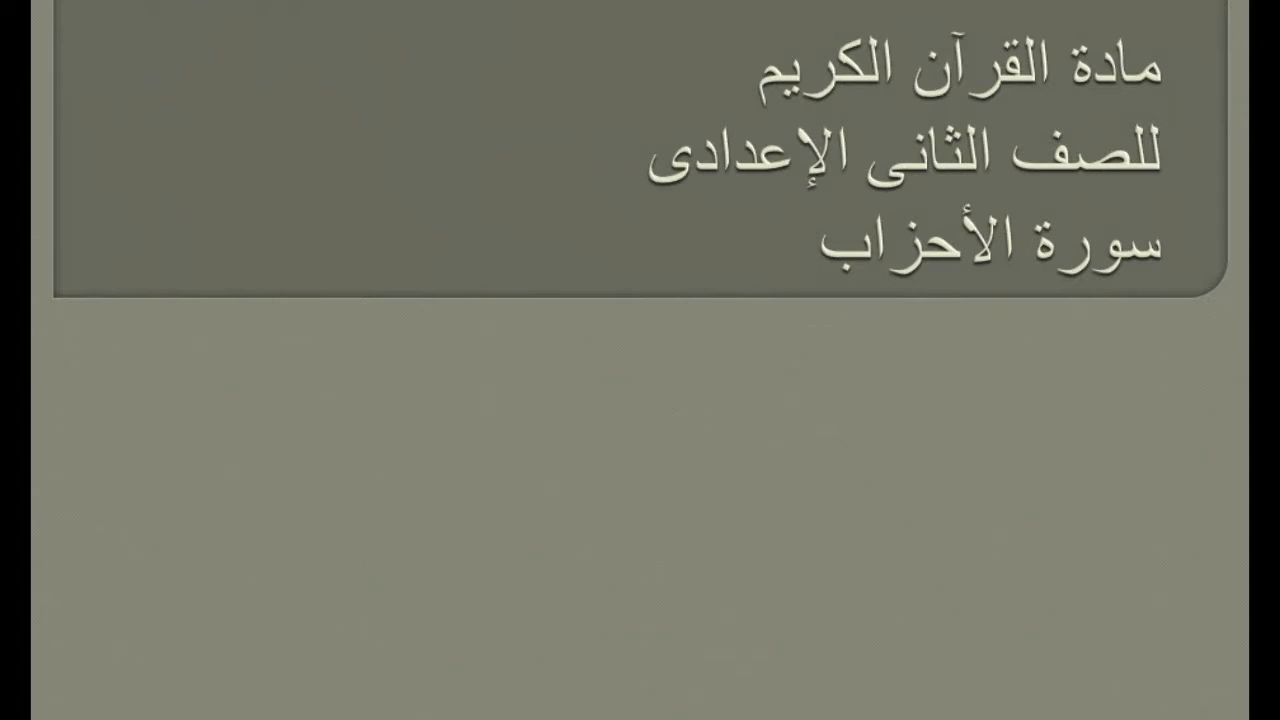 مادة القرآن الكريم
للصف الثانى الإعدادى
سورة الأحزاب